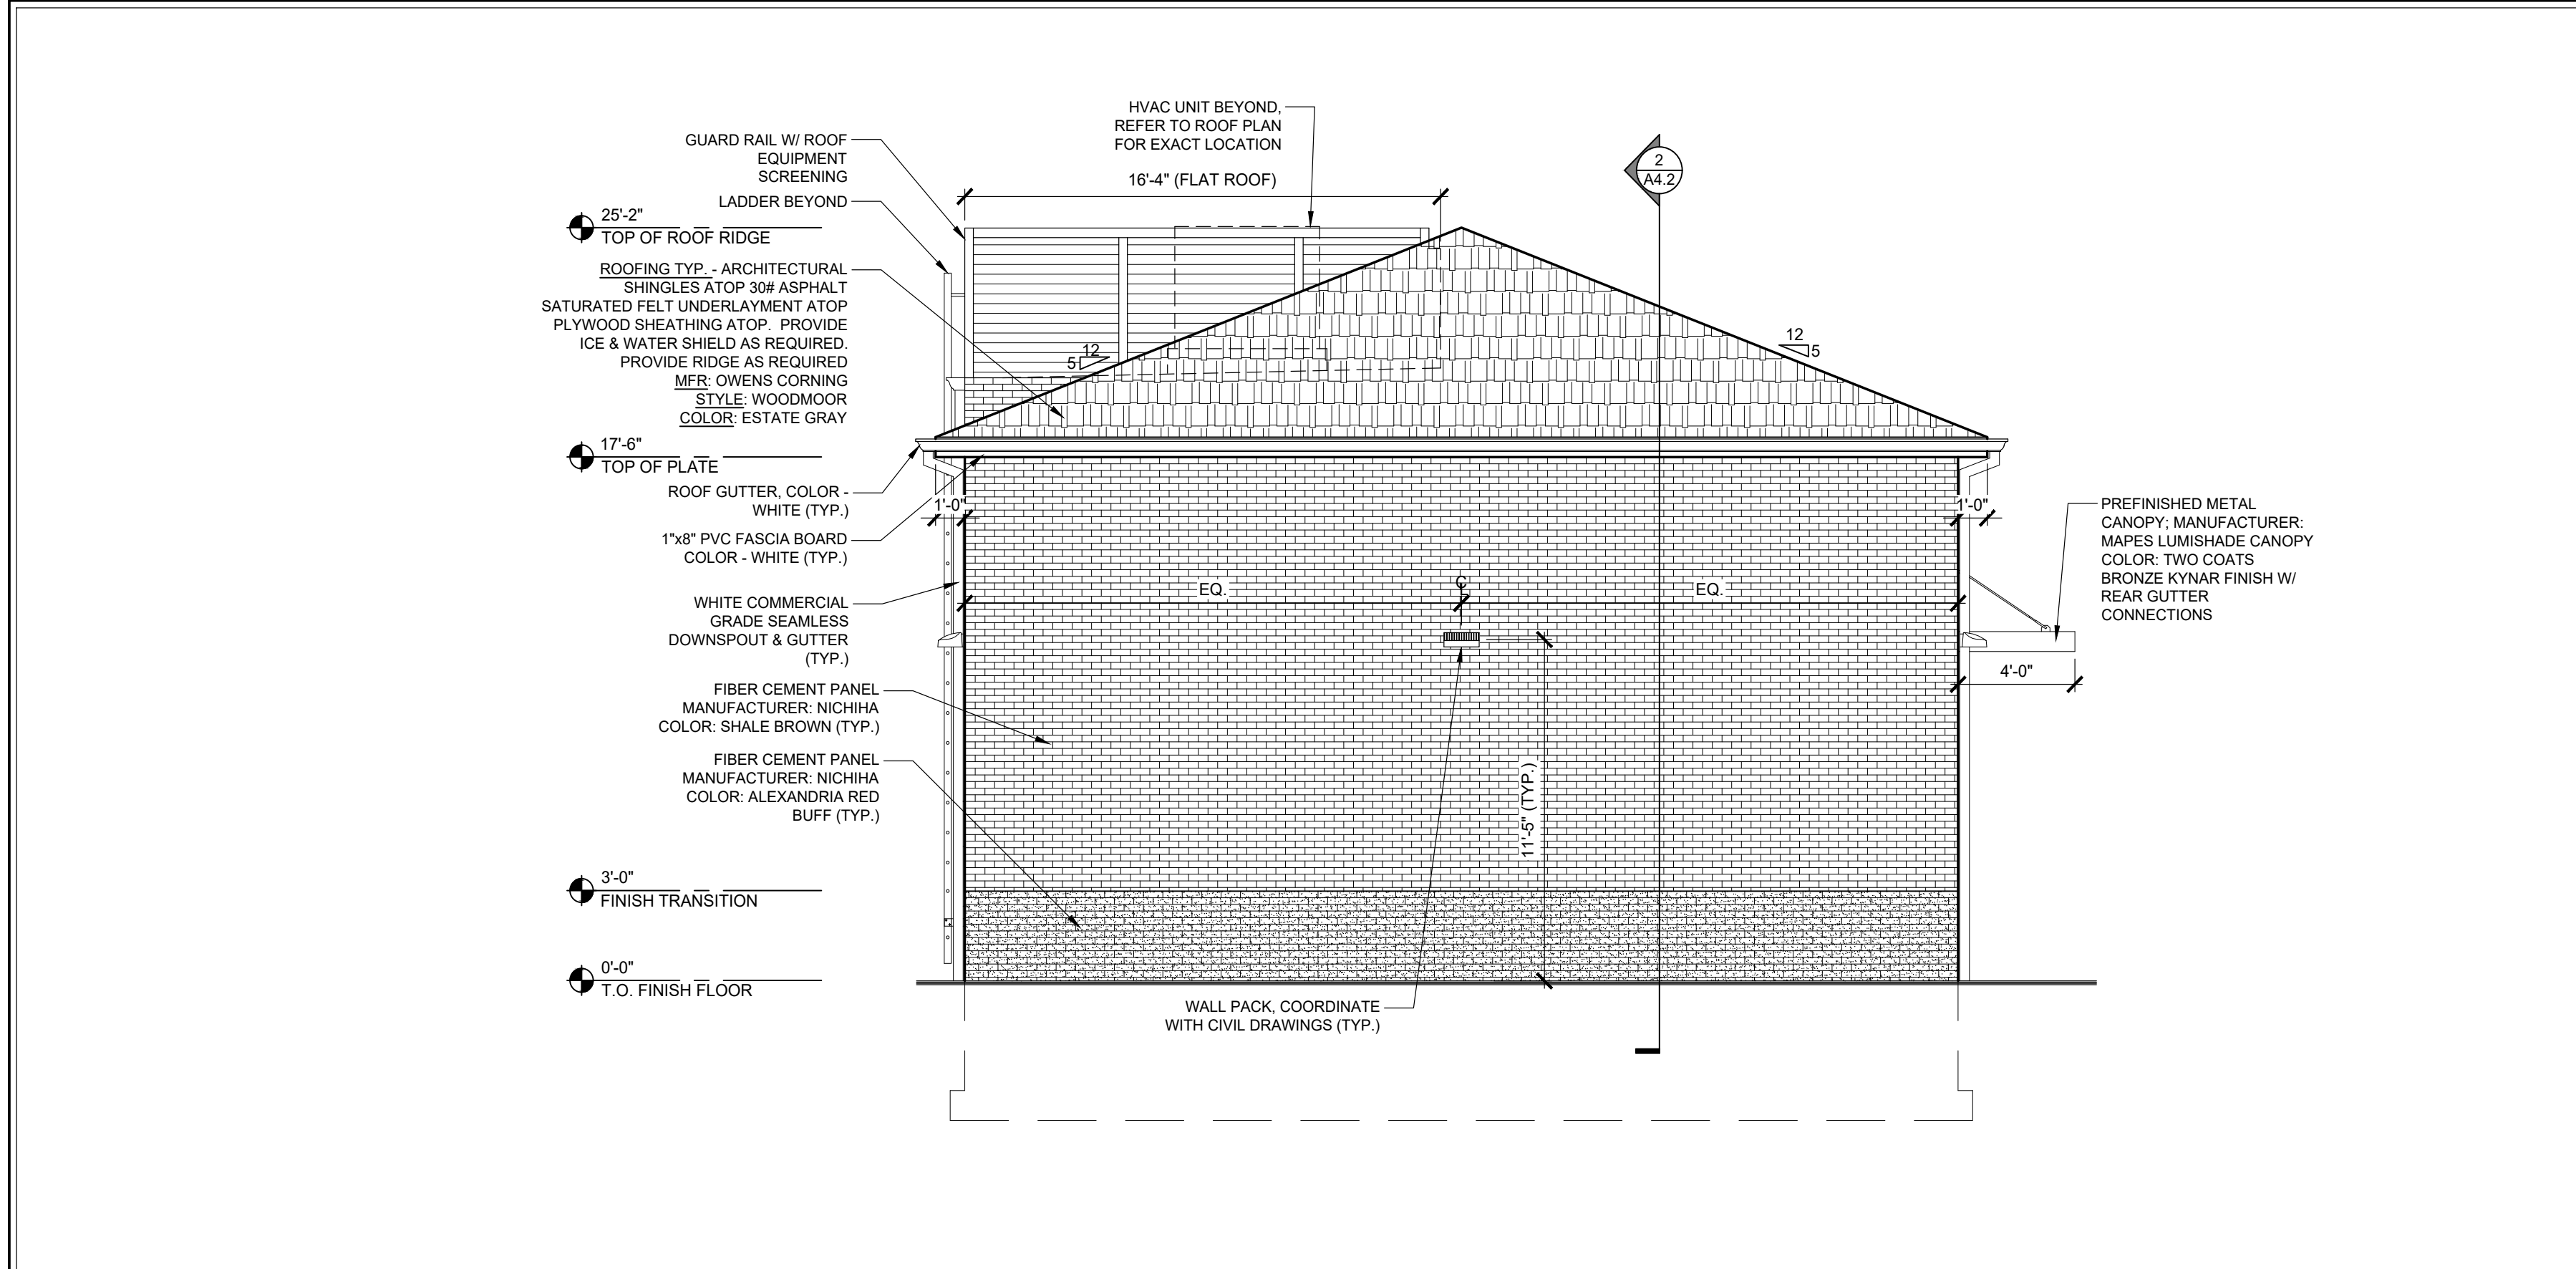 HVAC UNIT BEYOND,
REFER TO ROOF PLAN
FOR EXACT LOCATION
GUARD RAIL W/ ROOF
EQUIPMENT
SCREENING
16'-4" (FLAT ROOF)
2
A4.2
LADDER BEYOND
25'-2"
TOP OF ROOF RIDGE
ROOFING TYP. - ARCHITECTURAL
SHINGLES ATOP 30# ASPHALT
SATURATED FELT UNDERLAYMENT ATOP
PLYWOOD SHEATHING ATOP.  PROVIDE
ICE & WATER SHIELD AS REQUIRED.
PROVIDE RIDGE AS REQUIRED
MFR: OWENS CORNING
STYLE: WOODMOOR
COLOR: ESTATE GRAY
12
5
12
5
17'-6"
TOP OF PLATE
ROOF GUTTER, COLOR -
WHITE (TYP.)
1'-0"
1'-0"
1"x8" PVC FASCIA BOARD
COLOR - WHITE (TYP.)
PREFINISHED METAL
CANOPY; MANUFACTURER:
MAPES LUMISHADE CANOPY
COLOR: TWO COATS
BRONZE KYNAR FINISH W/
REAR GUTTER
CONNECTIONS
EQ.
CL
EQ.
WHITE COMMERCIAL
GRADE SEAMLESS
DOWNSPOUT & GUTTER
(TYP.)
4'-0"
FIBER CEMENT PANEL
MANUFACTURER: NICHIHA
COLOR: SHALE BROWN (TYP.)
FIBER CEMENT PANEL
MANUFACTURER: NICHIHA
COLOR: ALEXANDRIA RED
BUFF (TYP.)
11'-5" (TYP.)
3'-0"
FINISH TRANSITION
0'-0"
T.O. FINISH FLOOR
WALL PACK, COORDINATE
WITH CIVIL DRAWINGS (TYP.)